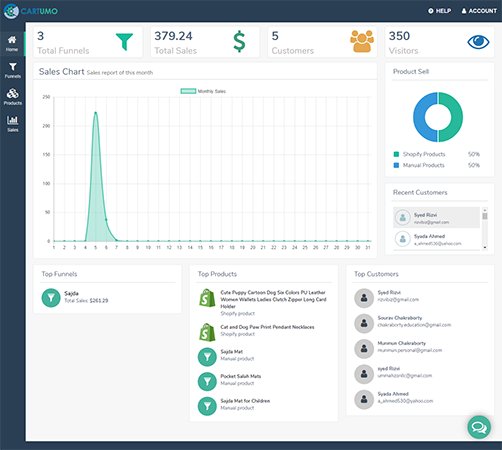 CARTUMO
HELP
ACCOUNT
Home
Funnels
Products
Sales
3
Total Funnels
379.24
Total Sales
$
5
Customers
350
Visitors
Sales Chart Sales report of this month
Monthly Sales
250
200
150
100
50
0
1 2 3 4 5 6 7 8 9 10 11 12 13 14 15 16 17 18 19 20 21 22 23 24 25 26 27 28 29 30 31
Product Sell
Shopify Products 50%
Manual Products 50%
Recent Customers
Syed Rizvi
rizvibiz@gmail.com
Syada Ahmed
a_ahmed530@yahoo.com
Top Funnels
Sajda
Total Sales: $261.29
Top Products
Cute Puppy Cartoon Dog Six Colors PU Leather
Women Wallets Ladies Clutch Zipper Long Card
Holder
Shopify product
Cat and Dog Paw Print Pendant Necklaces
Shopify product
Sajda Mat
Manual product
Pocket Salah Mats
Manual product
Sajda Mat for Children
Manual product
Top Customers
Syed Rizvi
rizvibiz@gmail.com
Sourav Chakraborty
chakraborty.education@gmail.com
Munmun Chakraborty
munmun.personal@gmail.com
syed Rizvi
Syada Ahmed
a_ahmed530@yahoo.com